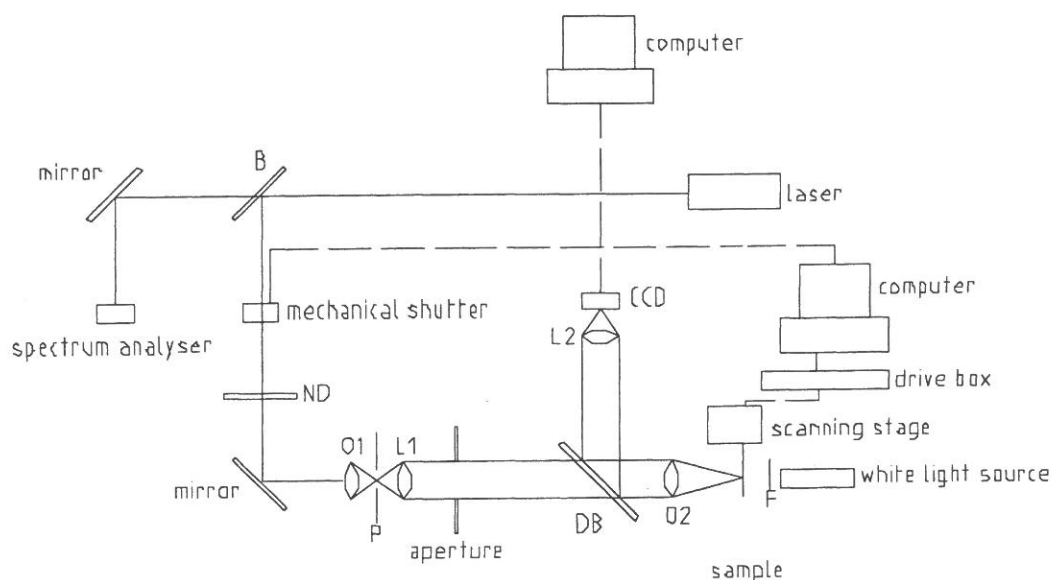 computer
mirror
B
laser
computer
CCD
mechanical shutter
L2
spectrum analyser
drive box
ND
scanning stage
O1
L1
white light source
mirror
F
DB
O2
P
aperture
sample